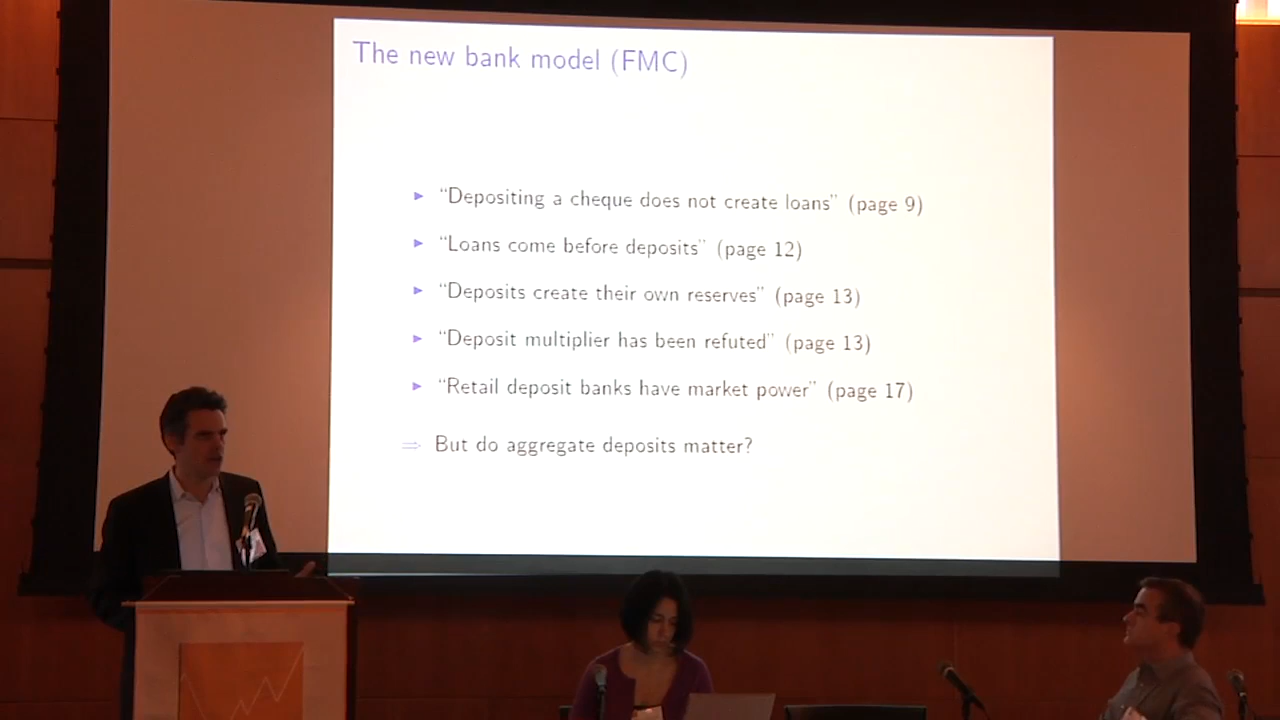 The new bank model (FMC)
▶ “Depositing a cheque does not create loans” (page 9)
▶ “Loans come before deposits” (page 12)
▶ “Deposits create their own reserves” (page 13)
▶ “Deposit multiplier has been refuted” (page 13)
▶ “Retail deposit banks have market power” (page 17)
⇒ But do aggregate deposits matter?